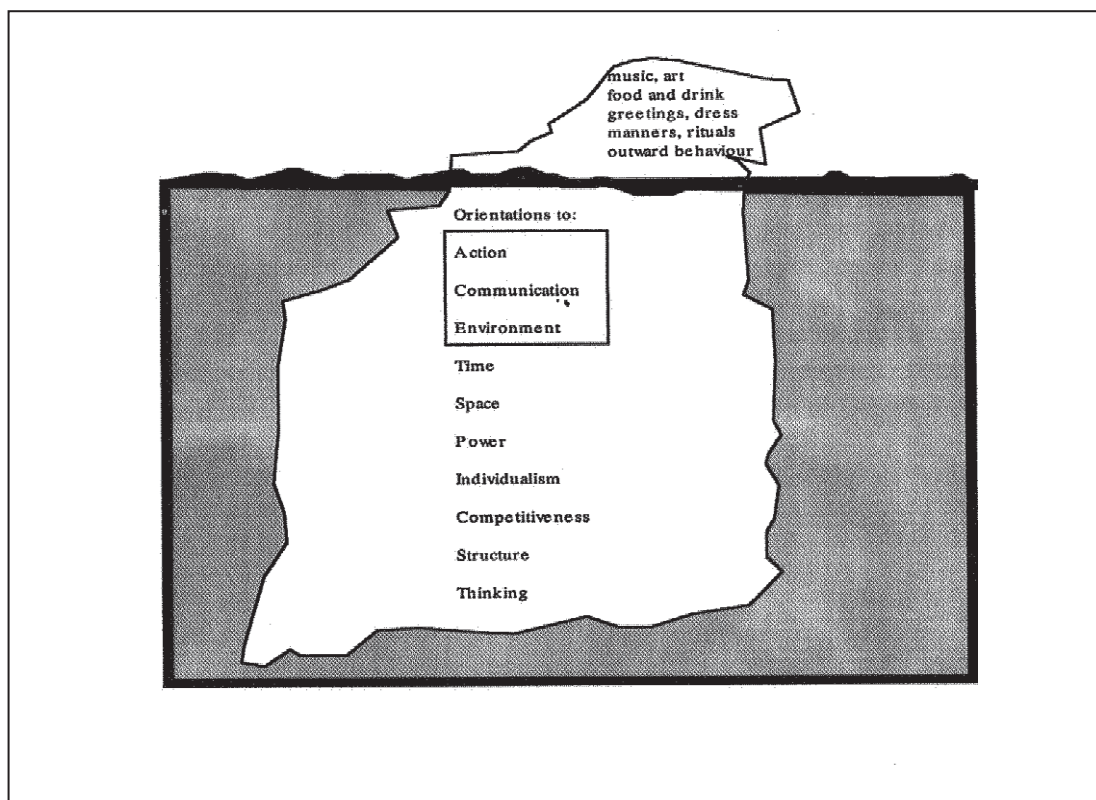 music, art
food and drink
greetings, dress
manners, rituals
outward behaviour
Orientations to:
Action
Communication
Environment
Time
Space
Power
Individualism
Competitiveness
Structure
Thinking